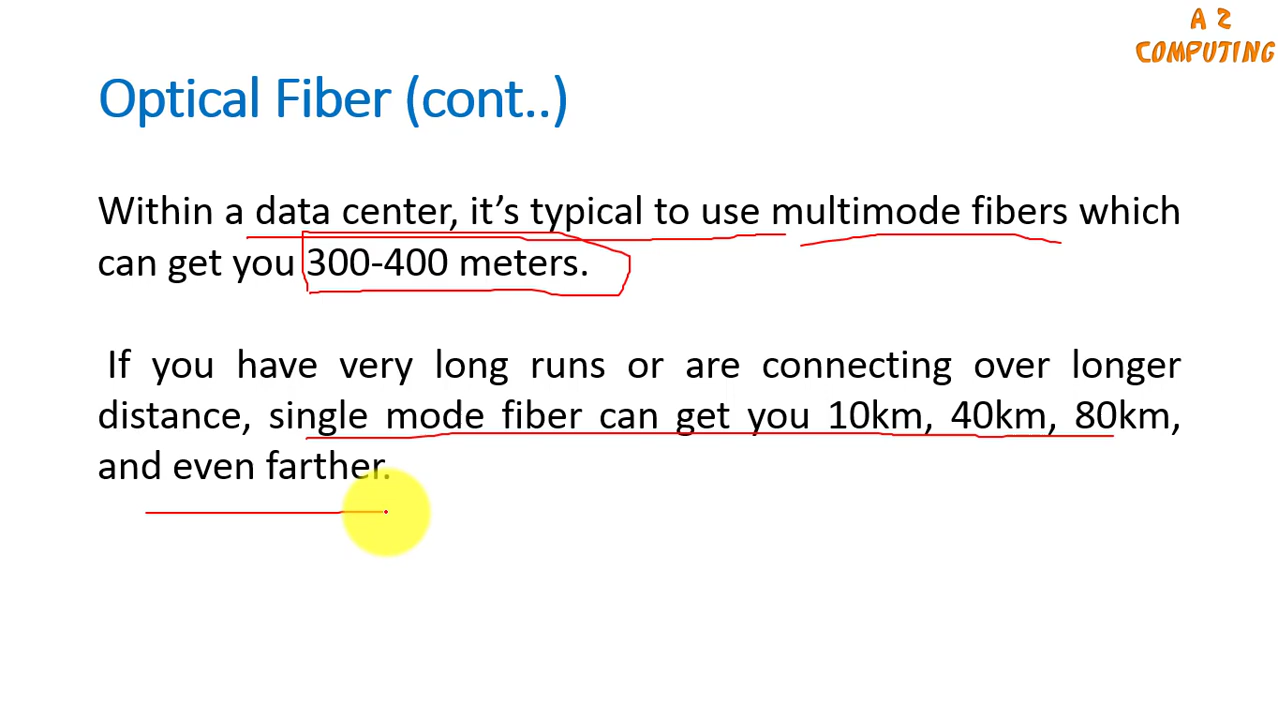 A Z
COMPUTING
Optical Fiber (cont..)
Within a data center, it’s typical to use multimode fibers which
can get you 300-400 meters.
If you have very long runs or are connecting over longer
distance, single mode fiber can get you 10km, 40km, 80km,
and even farther.